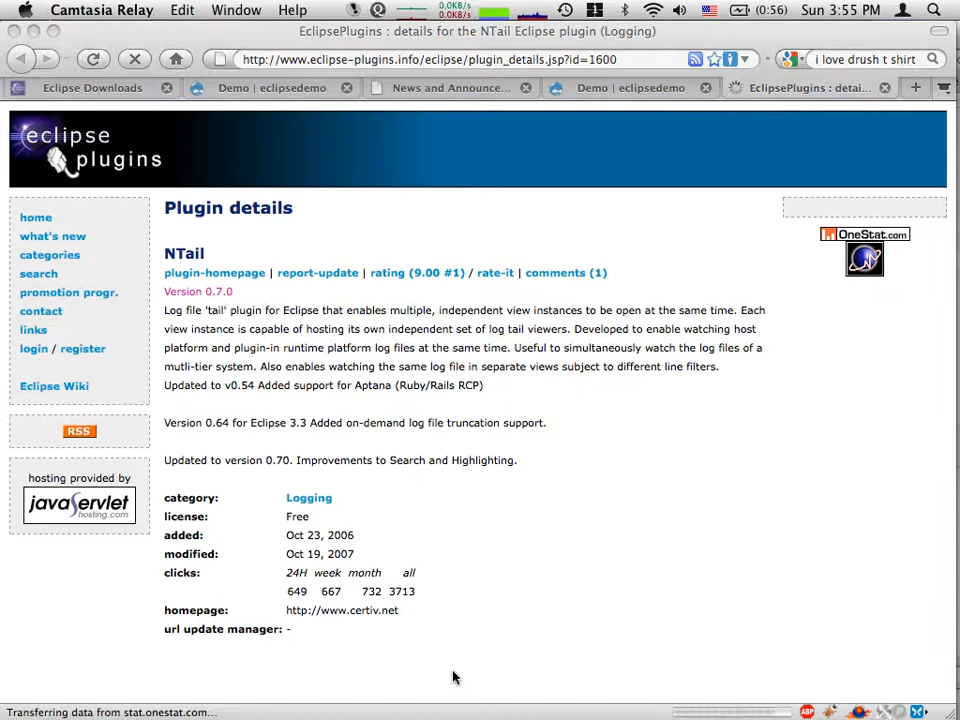 Camtasia Relay Edit Window Help 0.0KB/s 0.0KB/s (0:56) Sun 3:55 PM
EclipsePlugins : details for the NTail Eclipse plugin (Logging)
http://www.eclipse-plugins.info/eclipse/plugin_details.jsp?id=1600 i love drush t shirt
Eclipse Downloads Demo | eclipsedemo News and Announce... Demo | eclipsedemo EclipsePlugins : detai...
eclipse
plugins
home
what's new
categories
search
promotion progr.
contact
links
login / register
Eclipse Wiki
RSS
hosting provided by
javaServlet
hosting.com
Plugin details
NTail
plugin-homepage | report-update | rating (9.00 #1) / rate-it | comments (1)
Version 0.7.0
Log file 'tail' plugin for Eclipse that enables multiple, independent view instances to be open at the same time. Each
view instance is capable of hosting its own independent set of log tail viewers. Developed to enable watching host
platform and plugin-in runtime platform log files at the same time. Useful to simultaneously watch the log files of a
mutli-tier system. Also enables watching the same log file in separate views subject to different line filters.
Updated to v0.54 Added support for Aptana (Ruby/Rails RCP)
Version 0.64 for Eclipse 3.3 Added on-demand log file truncation support.
Updated to version 0.70. Improvements to Search and Highlighting.
category: Logging
license: Free
added: Oct 23, 2006
modified: Oct 19, 2007
clicks: 24H week month all
649 667 732 3713
homepage: http://www.certiv.net
url update manager: -
OneStat.com
N
Transferring data from stat.onestat.com...
ABP